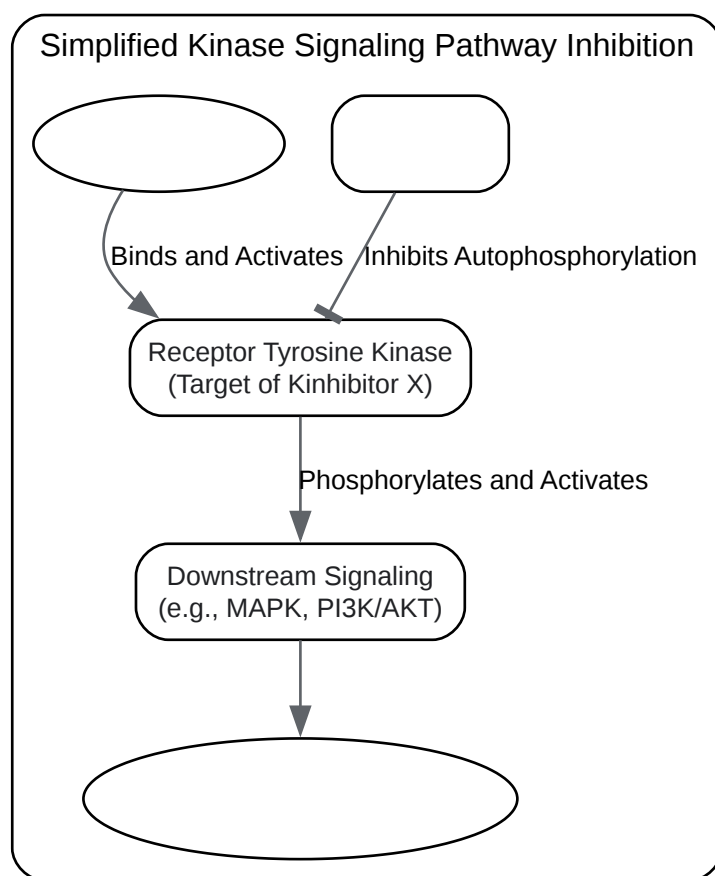 Simplified Kinase Signaling Pathway Inhibition
Binds and Activates
Inhibits Autophosphorylation
Receptor Tyrosine Kinase
(Target of Kinhibitor X)
Phosphorylates and Activates
Downstream Signaling
(e.g., MAPK, PI3K/AKT)